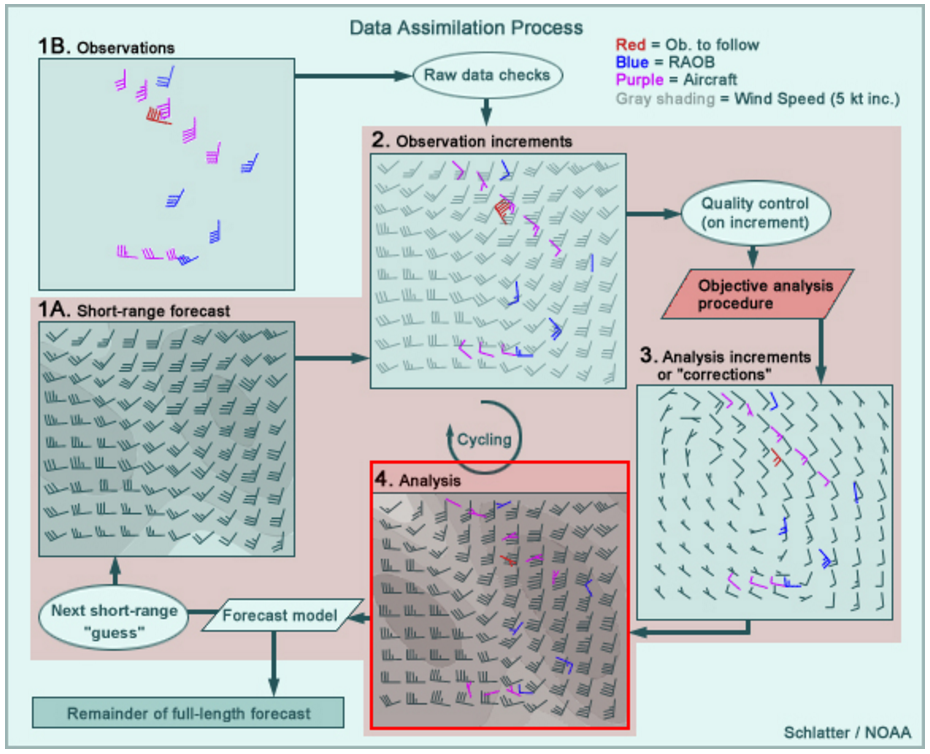 Data Assimilation Process
1B. Observations
Raw data checks
Red = Ob. to follow
Blue = RAOB
Purple = Aircraft
Gray shading = Wind Speed (5 kt inc.)
2. Observation increments
Quality control
(on increment)
Objective analysis
procedure
1A. Short-range forecast
3. Analysis increments
or "corrections"
Cycling
4. Analysis
Next short-range
"guess"
Forecast model
Remainder of full-length forecast
Schlatter / NOAA